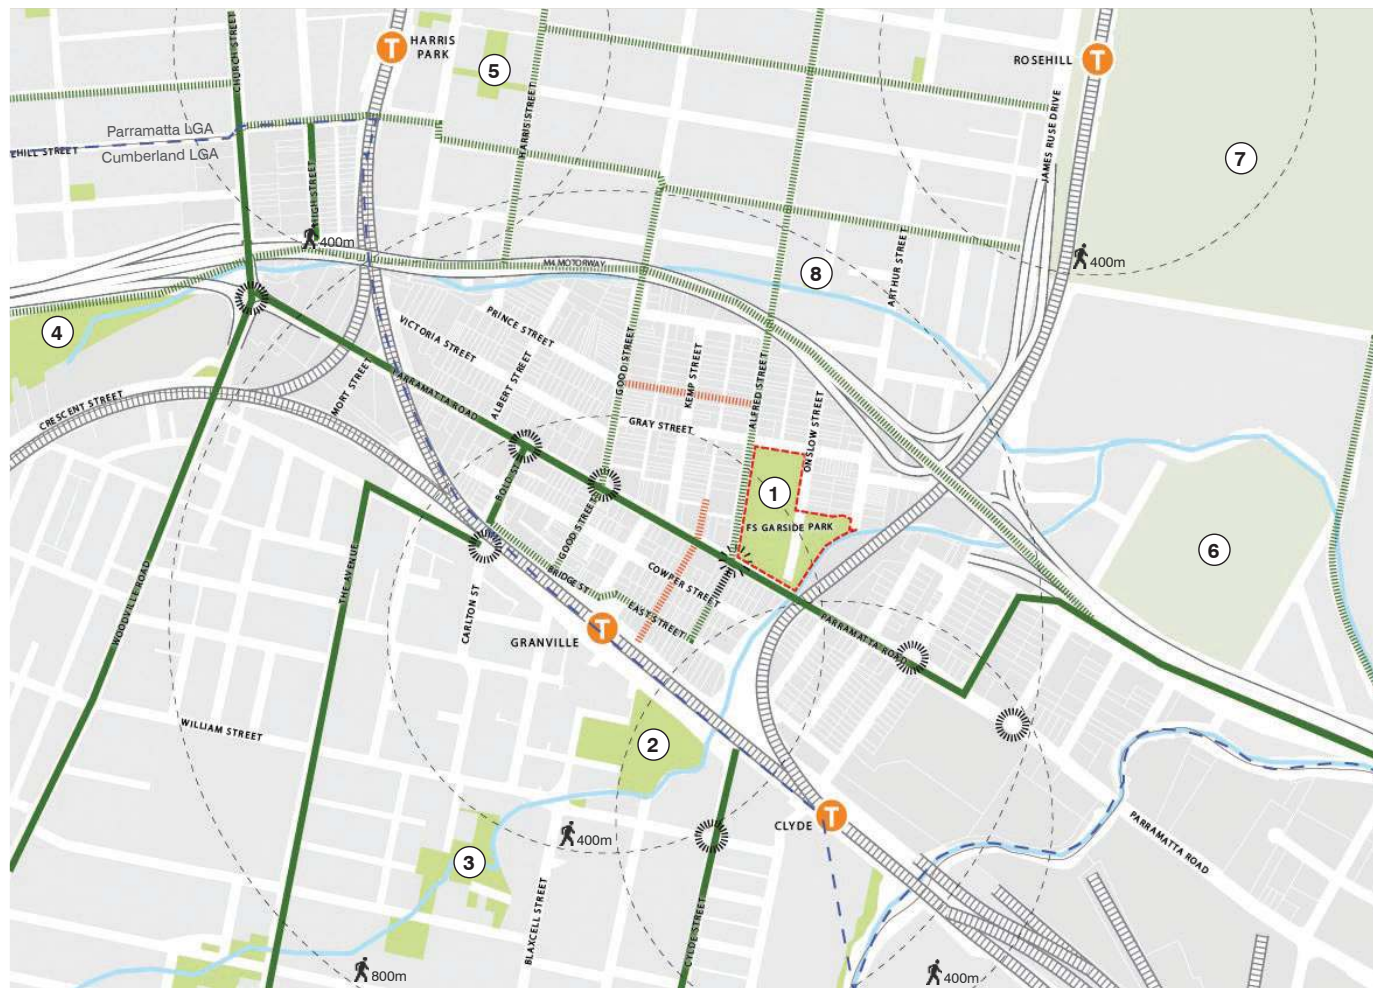 CHURCH STREET
T
HARRIS
PARK
5
HARRIS STREET
ROSEHILL
T
JAMES RUSE DRIVE
Parramatta LGA
EHILL STREET
Cumberland LGA
7
400m
M4 MOTORWAY
8
ARTHUR STREET
400m
4
PRINCE STREET
VICTORIA STREET
ALBERT STREET
GOOD STREET
KEMP STREET
ALFRED STREET
PARRAMATTA ROAD
MORT STREET
CRESCENT STREET
GRAY STREET
ONSLOW STREET
1
FS GARSIDE PARK
BOLD ST
GOOD STREET
6
THE AVENUE
WOODVILLE ROAD
COWPER STREET
BRIDGE ST
EAST STREET
CARLTON ST
GRANVILLE
T
PARRAMATTA ROAD
WILLIAM STREET
2
CLYDE
T
PARRAMATTA ROAD
400m
3
BLAXCELL STREET
CLYDE STREET
800m
400m